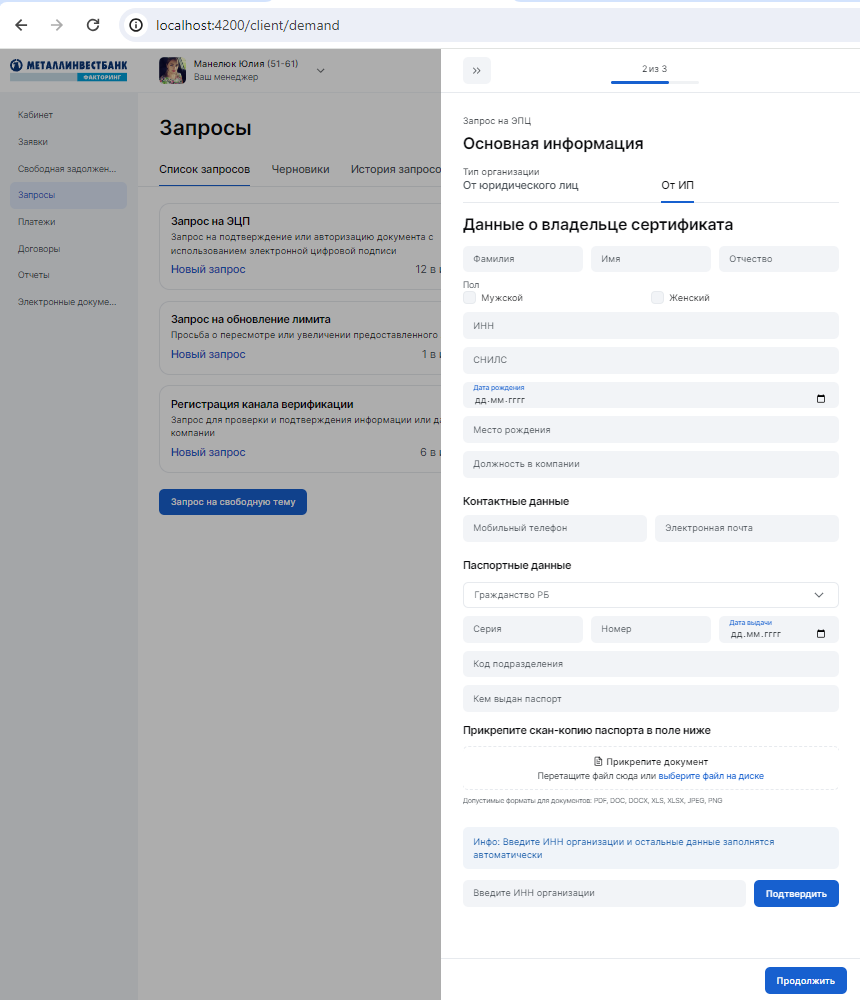 localhost:4200/client/demand
МЕТАЛЛИНВЕСТБАНК
ФАКТОРИНГ
Манелюк Юлия (51-61)
Ваш менеджер
Кабинет
Заявки
Свободная задолжен...
Запросы
Платежи
Договоры
Отчеты
Электронные докуме...
Запросы
Список запросов
Черновики
История запросо
Запрос на ЭЦП
Запрос на подтверждение или авторизацию документа с
использованием электронной цифровой подписи
Новый запрос
12 в и
Запрос на обновление лимита
Просьба о пересмотре или увеличении предоставленного
Новый запрос
1 в и
Регистрация канала верификации
Запрос для проверки и подтверждения информации или да
компании
Новый запрос
6 в и
Запрос на свободную тему
2 из 3
Запрос на ЭПЦ
Основная информация
Тип организации
От юридического лиц
От ИП
Данные о владельце сертификата
Фамилия
Имя
Отчество
Пол
Мужской
Женский
ИНН
СНИЛС
Дата рождения
дд.мм.гггг
Место рождения
Должность в компании
Контактные данные
Мобильный телефон
Электронная почта
Паспортные данные
Гражданство РБ
Серия
Номер
Дата выдачи
дд.мм.гггг
Код подразделения
Кем выдан паспорт
Прикрепите скан-копию паспорта в поле ниже
Прикрепите документ
Перетащите файл сюда или выберите файл на диске
Допустимые форматы для документов: PDF, DOC, DOCX, XLS, XLSX, JPEG, PNG
Инфо: Введите ИНН организации и остальные данные заполнятся
автоматически
Введите ИНН организации
Подтвердить
Продолжить